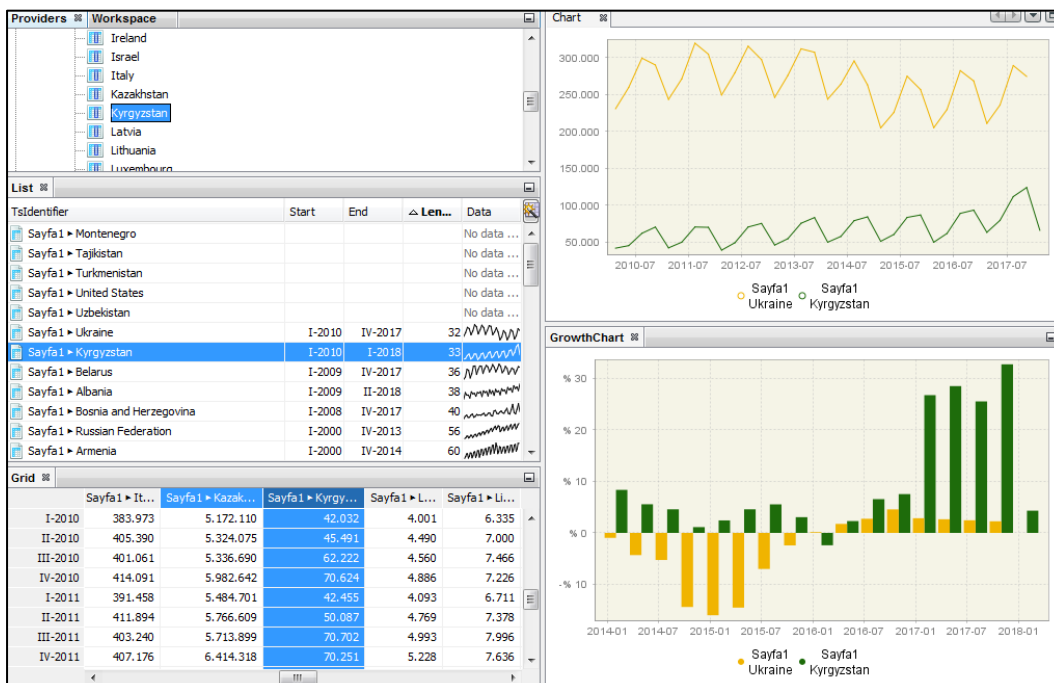 Providers Workspace
Ireland
Israel
Italy
Kazakhstan
Kyrgyzstan
Latvia
Lithuania
Luxembourg
List
TsIdentifier Start End Len... Data
Sayfa1 ▸ Montenegro No data ...
Sayfa1 ▸ Tajikistan No data ...
Sayfa1 ▸ Turkmenistan No data ...
Sayfa1 ▸ United States No data ...
Sayfa1 ▸ Uzbekistan No data ...
Sayfa1 ▸ Ukraine I-2010 IV-2017 32
Sayfa1 ▸ Kyrgyzstan I-2010 I-2018 33
Sayfa1 ▸ Belarus I-2009 IV-2017 36
Sayfa1 ▸ Albania I-2009 II-2018 38
Sayfa1 ▸ Bosnia and Herzegovina I-2008 IV-2017 40
Sayfa1 ▸ Russian Federation I-2000 IV-2013 56
Sayfa1 ▸ Armenia I-2000 IV-2014 60
Grid
Sayfa1 ▸ It... Sayfa1 ▸ Kazak... Sayfa1 ▸ Kyrgy... Sayfa1 ▸ L... Sayfa1 ▸ Li...
I-2010 383.973 5.172.110 42.032 4.001 6.335
II-2010 405.390 5.324.075 45.491 4.490 7.000
III-2010 401.061 5.336.690 62.222 4.560 7.466
IV-2010 414.091 5.982.642 70.624 4.886 7.226
I-2011 391.458 5.484.701 42.455 4.093 6.711
II-2011 411.894 5.766.609 50.087 4.769 7.378
III-2011 403.240 5.713.899 70.702 4.993 7.996
IV-2011 407.176 6.414.318 70.251 5.228 7.636
Chart
300.000
250.000
200.000
150.000
100.000
50.000
2010-07 2011-07 2012-07 2013-07 2014-07 2015-07 2016-07 2017-07
Sayfa1 Sayfa1
Ukraine Kyrgyzstan
GrowthChart
% 30
% 20
% 10
% 0
-% 10
2014-01 2014-07 2015-01 2015-07 2016-01 2016-07 2017-01 2017-07 2018-01
Sayfa1 Sayfa1
Ukraine Kyrgyzstan